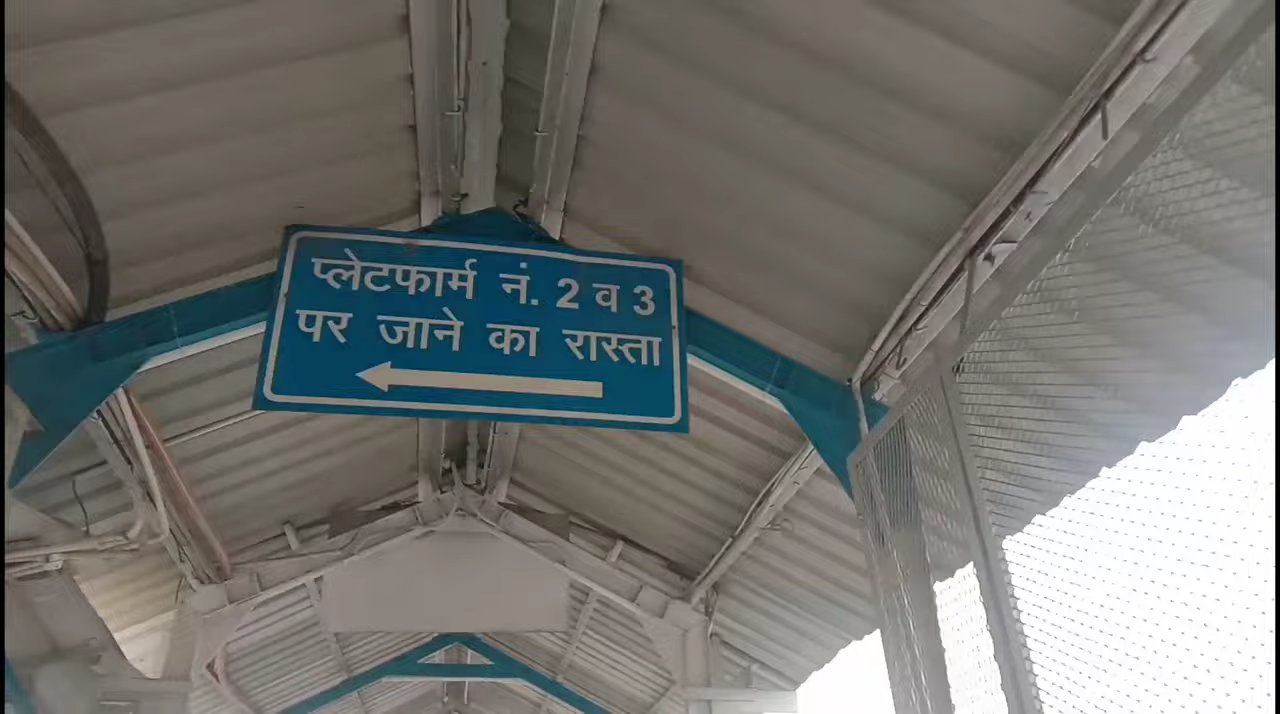 प्लेटफार्म नं. 2 व 3
पर जाने का रास्ता